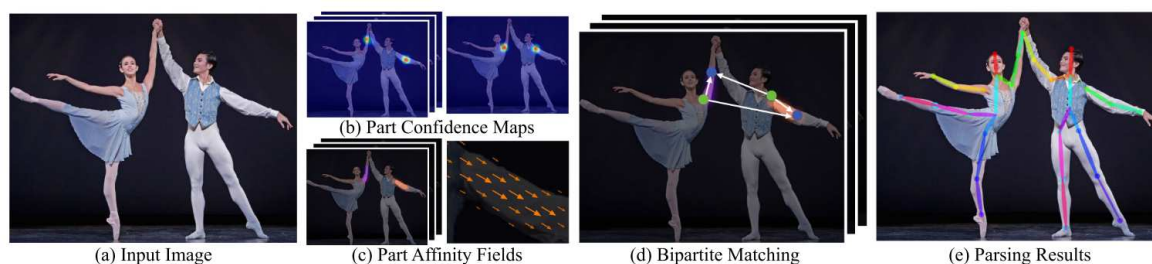 (a) Input Image
(b) Part Confidence Maps
(c) Part Affinity Fields
(d) Bipartite Matching
(e) Parsing Results